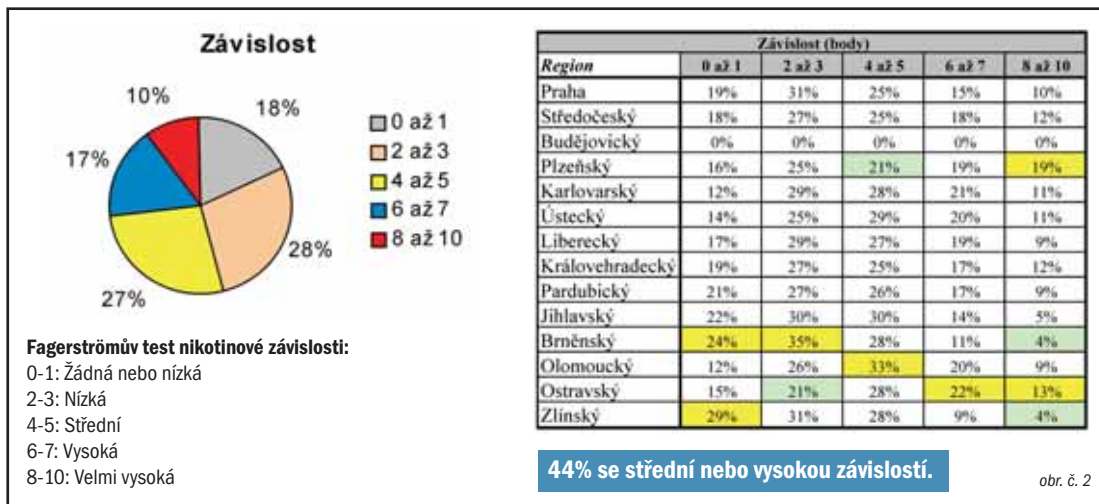 Závislost
10%
18%
17%
28%
27%
0 až 1
2 až 3
4 až 5
6 až 7
8 až 10
Fagerströmův test nikotinové závislosti:
0-1: Žádná nebo nízká
2-3: Nízká
4-5: Střední
6-7: Vysoká
8-10: Velmi vysoká
Závislost (body)
Region 0 až 1 2 až 3 4 až 5 6 až 7 8 až 10
Praha 19% 31% 25% 15% 10%
Středočeský 18% 27% 25% 18% 12%
Budějovický 0% 0% 0% 0% 0%
Plzeňský 16% 25% 21% 19% 19%
Karlovarský 12% 29% 28% 21% 11%
Ústecký 14% 25% 29% 20% 11%
Liberecký 17% 29% 27% 19% 9%
Královehradecký 19% 27% 25% 17% 12%
Pardubický 21% 27% 26% 17% 9%
Jihlavský 22% 30% 30% 14% 5%
Brněnský 24% 35% 28% 11% 4%
Olomoucký 12% 26% 33% 20% 9%
Ostravský 15% 21% 28% 22% 13%
Zlínský 29% 31% 28% 9% 4%
44% se střední nebo vysokou závislostí.
obr. č. 2